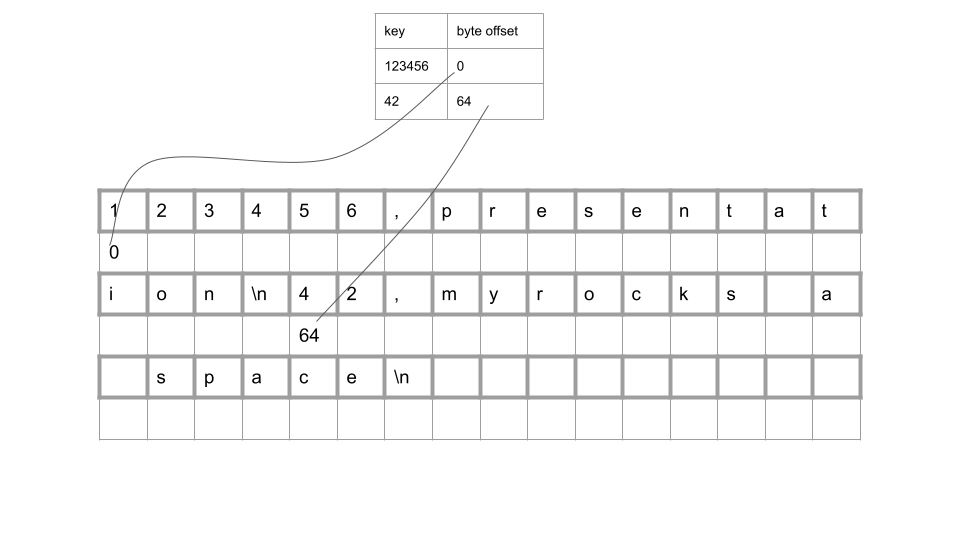 key byte offset
123456 0
42 64
1 2 3 4 5 6 , p r e s e n t a t
0
i o n \n 4 2 , m y r o c k s a
64
s p a c e \n